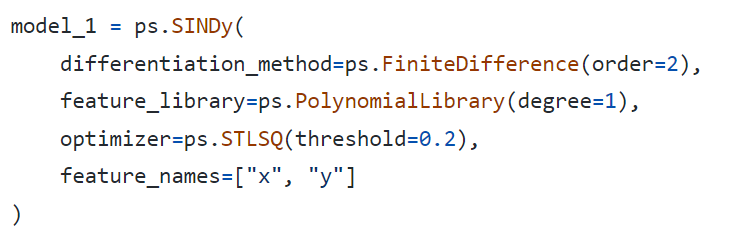 model_1 = ps.SINDy(
    differentiation_method=ps.FiniteDifference(order=2),
    feature_library=ps.PolynomialLibrary(degree=1),
    optimizer=ps.STLSQ(threshold=0.2),
    feature_names=["x", "y"]
)